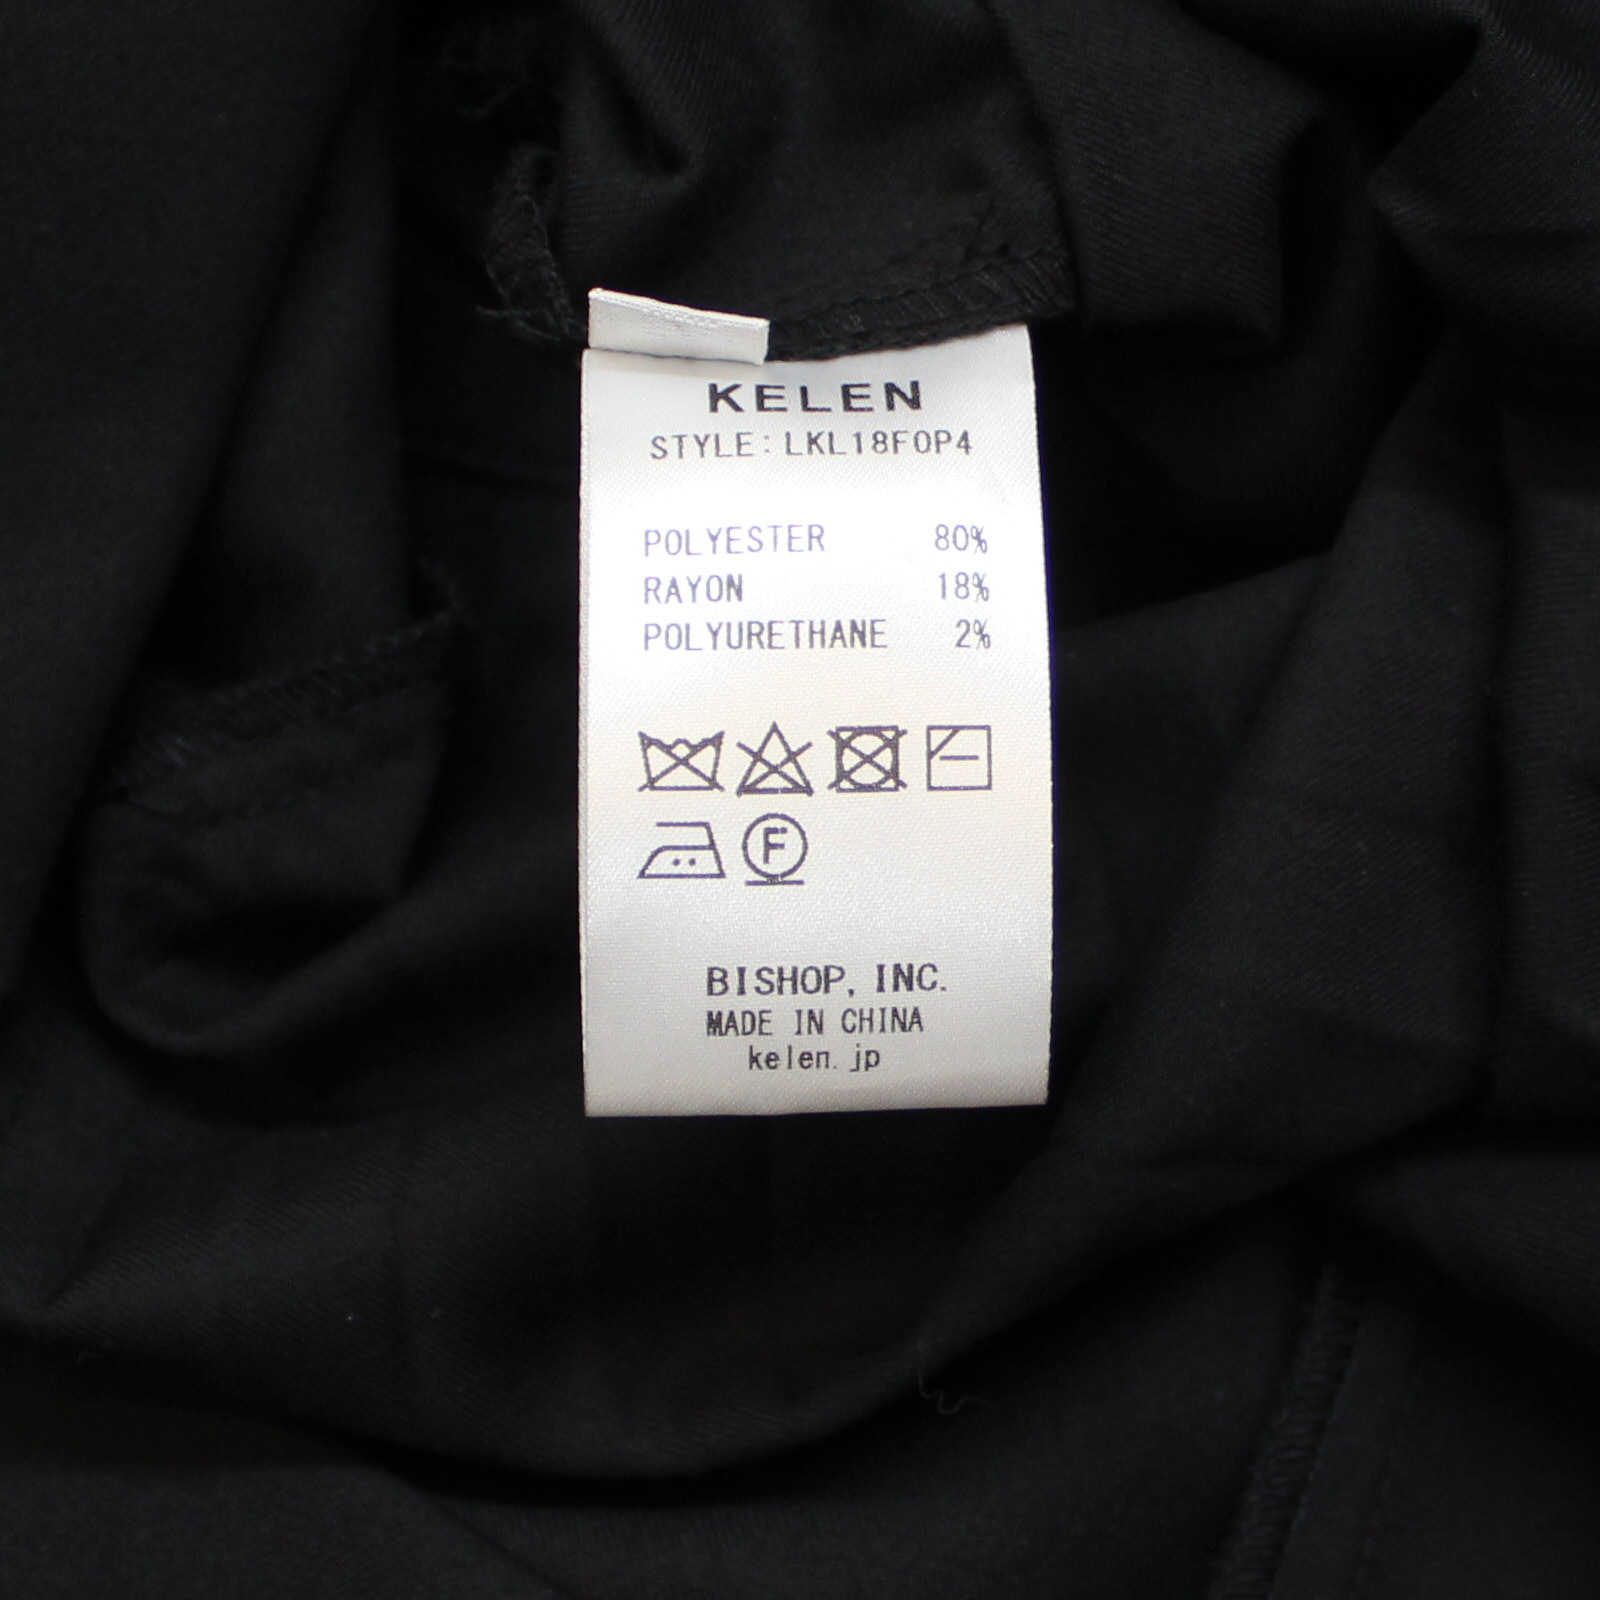 KELEN
STYLE: LKL18FOP4
POLYESTER 80%
RAYON 18%
POLYURETHANE 2%
F
BISHOP, INC.
MADE IN CHINA
kelen.jp